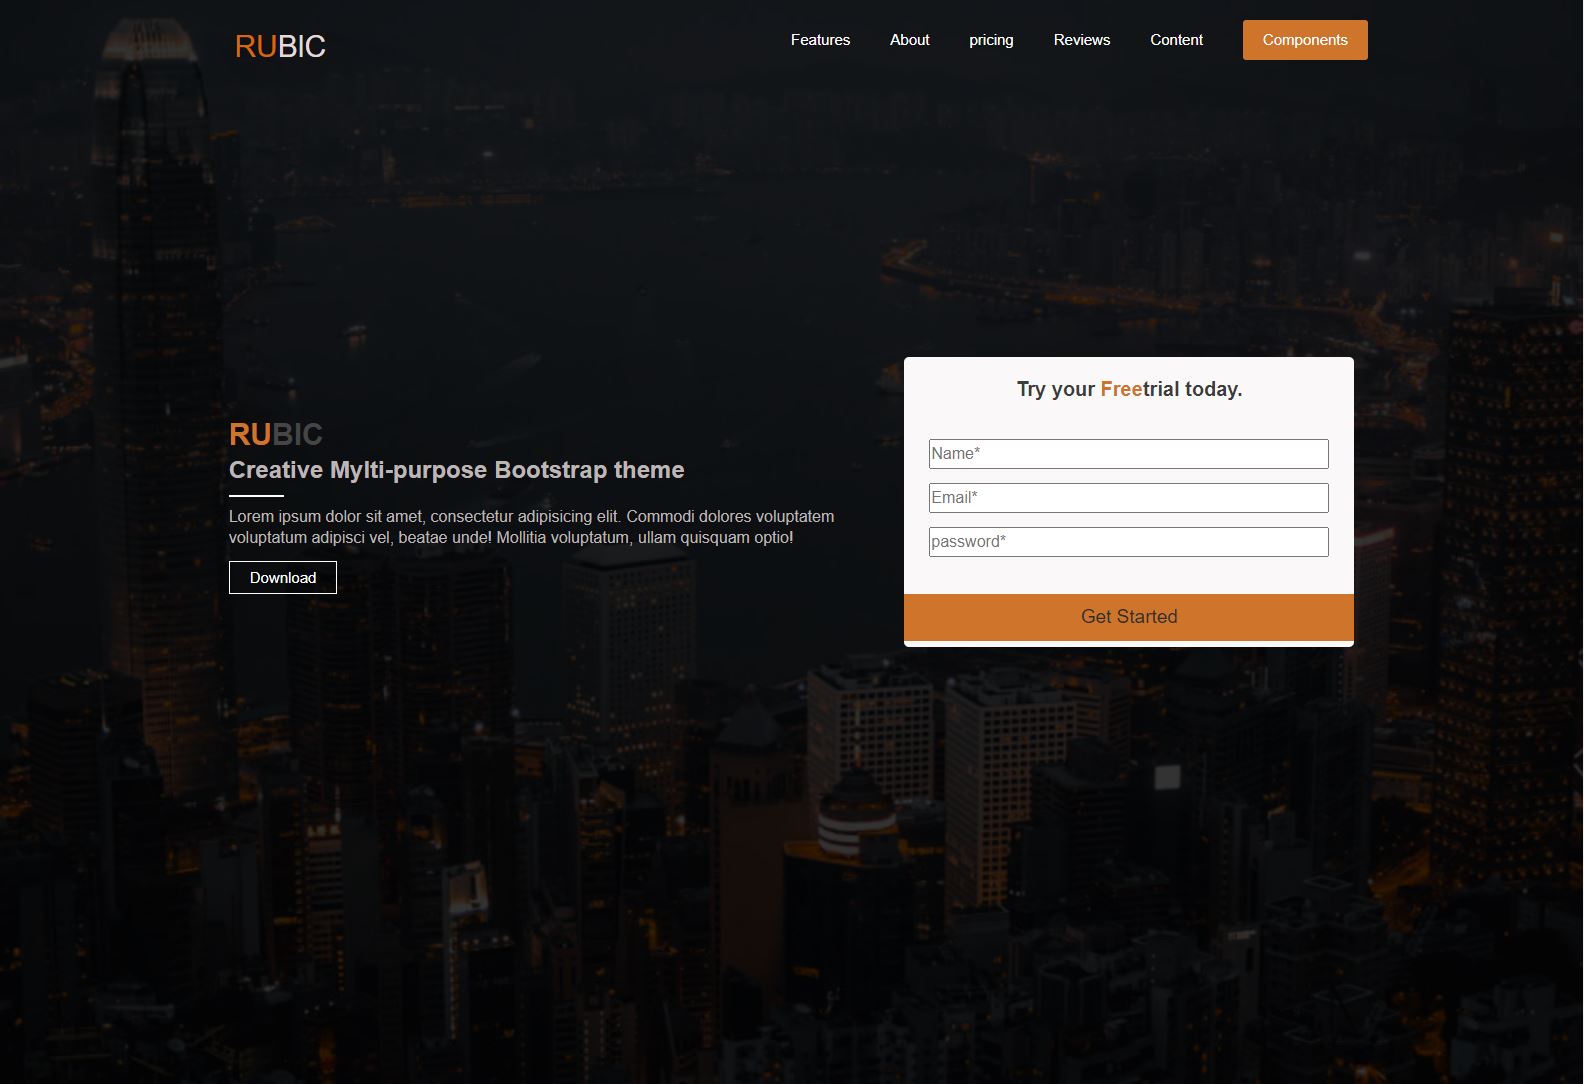 RUBIC
Features About pricing Reviews Content Components
Try your Freetrial today.
RUBIC
Creative Mylti-purpose Bootstrap theme
Lorem ipsum dolor sit amet, consectetur adipisicing elit. Commodi dolores voluptatem
voluptatum adipisci vel, beatae unde! Mollitia voluptatum, ullam quisquam optio!
Download
Name*
Email*
password*
Get Started